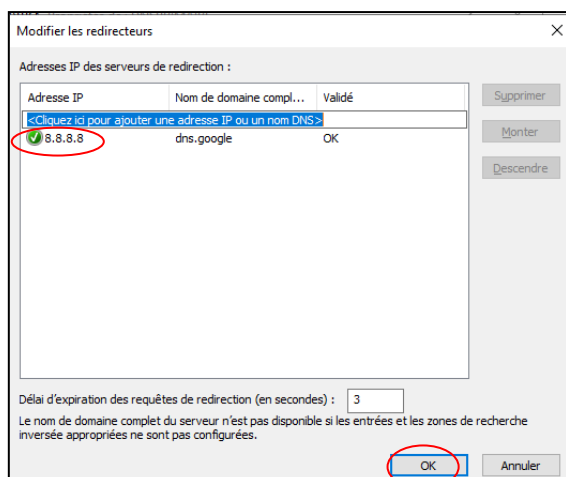 Modifier les redirecteurs
Adresses IP des serveurs de redirection :
Adresse IP Nom de domaine compl... Validé
<Cliquez ici pour ajouter une adresse IP ou un nom DNS>
8.8.8.8 dns.google OK
Supprimer
Monter
Descendre
Délai d'expiration des requêtes de redirection (en secondes) : 3
Le nom de domaine complet du serveur n'est pas disponible si les entrées et les zones de recherche
inversée appropriées ne sont pas configurées.
OK Annuler